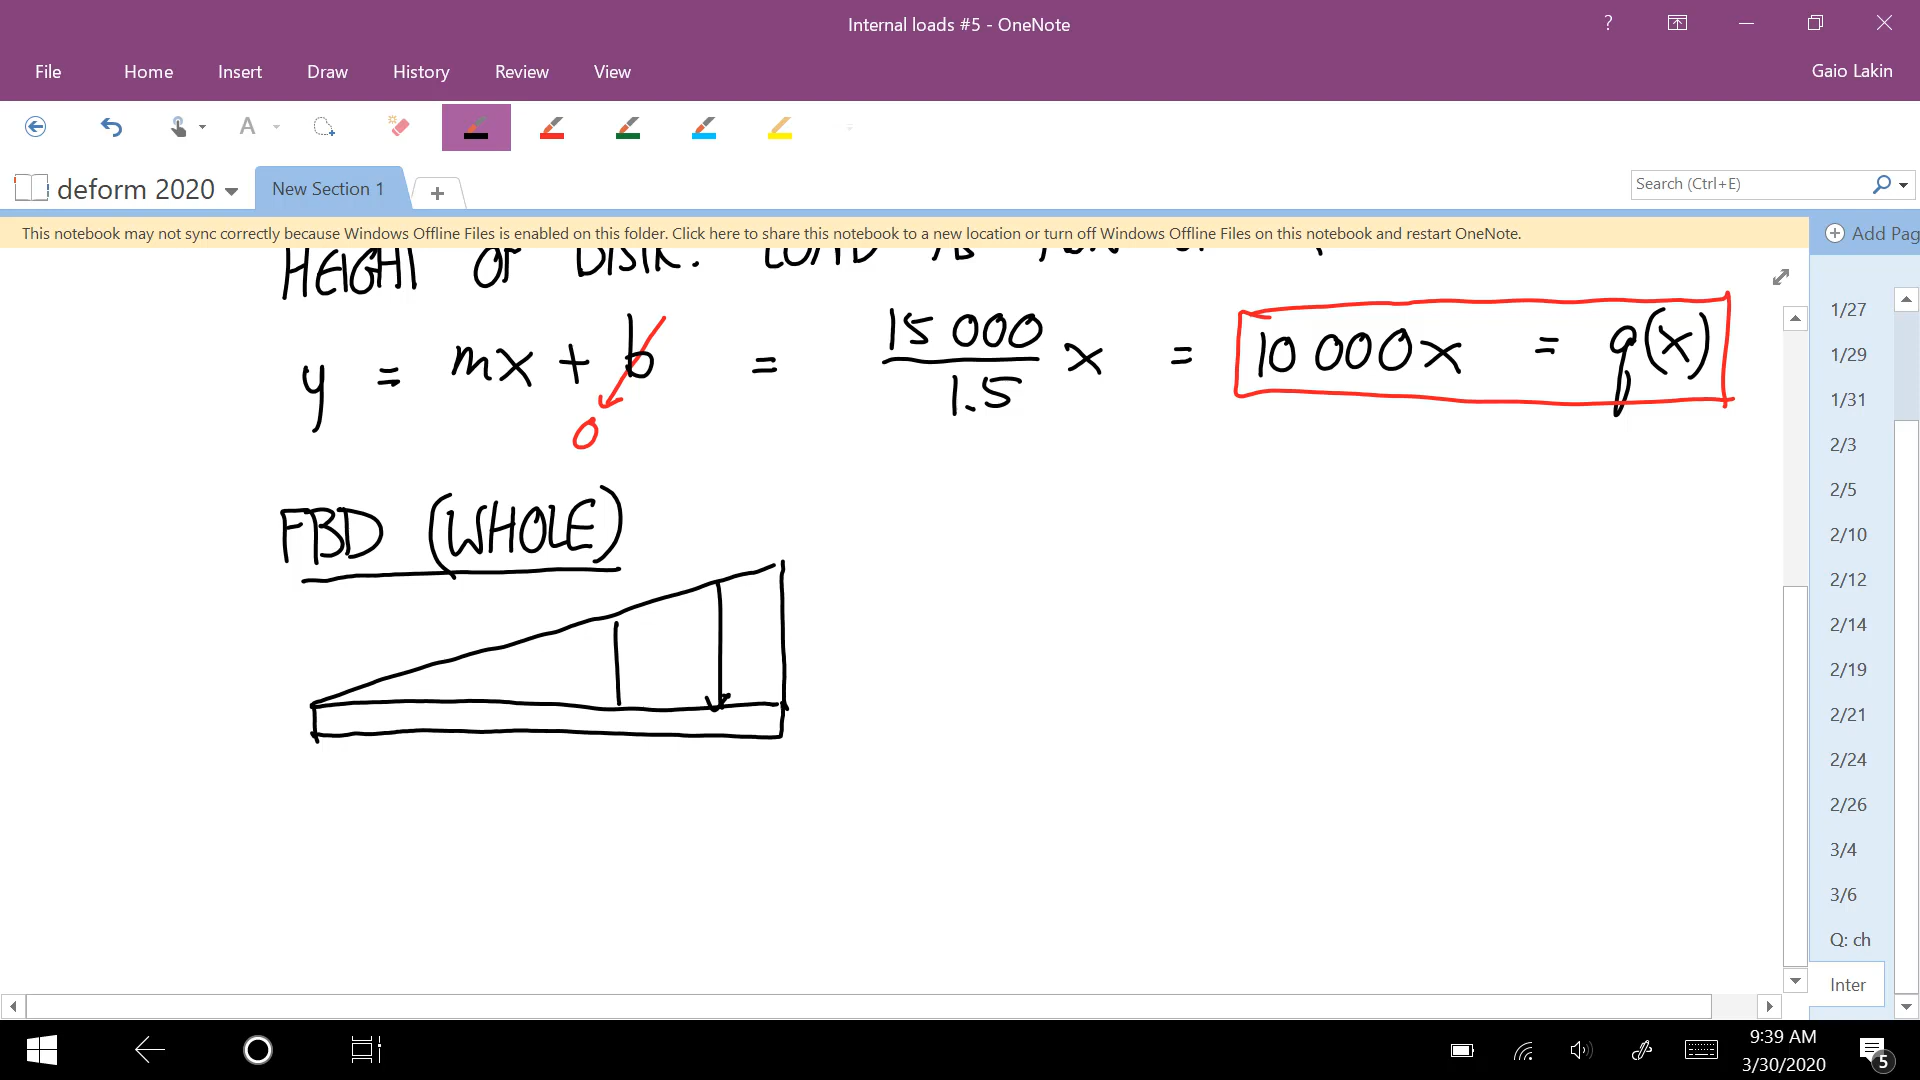 Internal loads #5 - OneNote
?
File Home Insert Draw History Review View
Gaio Lakin
A
deform 2020
New Section 1
+
Search (Ctrl+E)
This notebook may not sync correctly because Windows Offline Files is enabled on this folder. Click here to share this notebook to a new location or turn off Windows Offline Files on this notebook and restart OneNote.
Add Pag
HEIGHT OF DISTR. LOAD AS
y = mx + b = 15 000 / 1.5 x = 10 000x = q(x)
0
FBD (WHOLE)
1/27
1/29
1/31
2/3
2/5
2/10
2/12
2/14
2/19
2/21
2/24
2/26
3/4
3/6
Q: ch
Inter
9:39 AM
3/30/2020
5